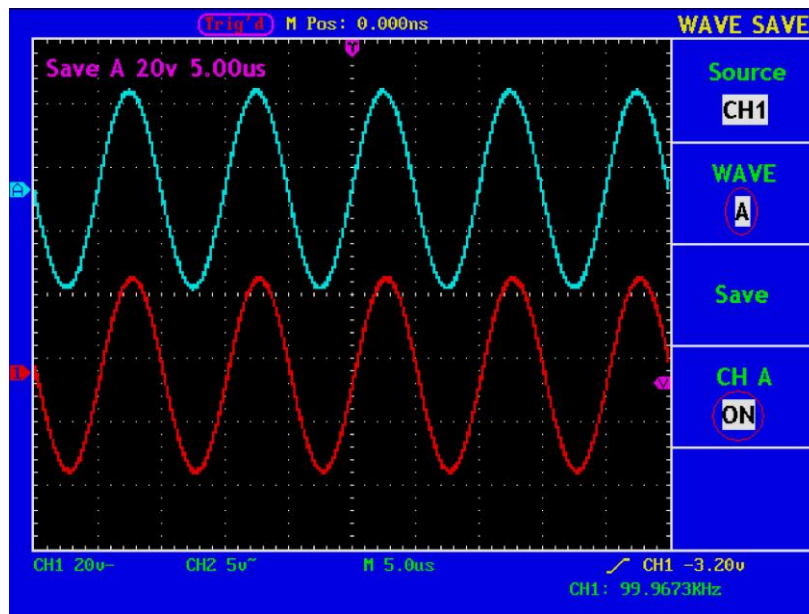 Trig'd M Pos: 0.000ns WAVE SAVE
T
Save A 20v 5.00us
Source
CH1
A
WAVE
A
Save
1
V
CH A
ON
CH1 20v- CH2 5v~ M 5.0us CH1 -3.20v
CH1: 99.9673KHz